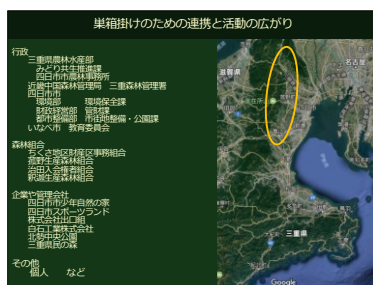 巣箱掛けのための連携と活動の広がり
行政
三重県農林水産部
みどり共生推進課
四日市市農林事務所
近畿中国森林管理局 三重森林管理署
四日市市
環境部 環境保全課
財政経営部 管財課
都市整備部 市街地整備・公園課
いなべ市 教育委員会
森林組合
ちくさ地区財産区事務組合
菰野生産森林組合
治田入会権者組合
釈迦生産森林組合
企業や管理会社
四日市市少年自然の家
四日市スポーツランド
株式会社出口組
白石工業株式会社
北勢中央公園
三重県民の森
その他
個人 など
滋賀県
名古屋
三重県
Google